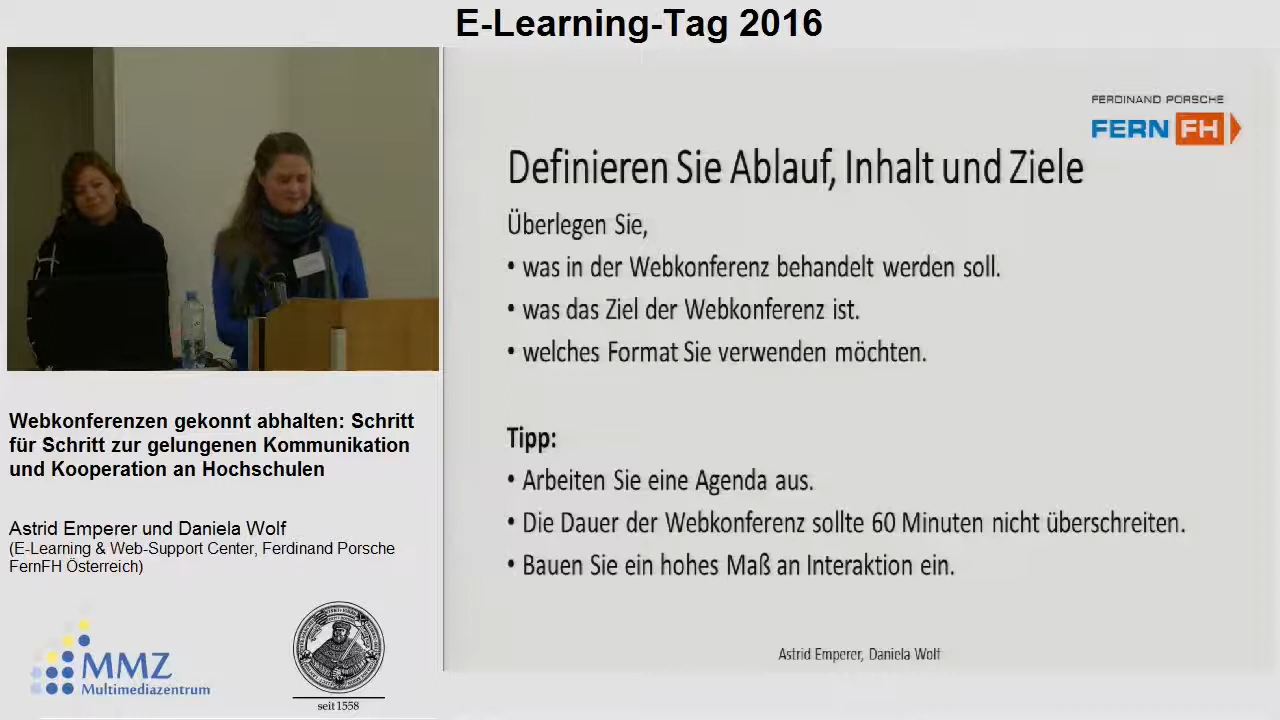 E-Learning-Tag 2016
FERDINAND PORSCHE
FERN FH
Definieren Sie Ablauf, Inhalt und Ziele
Überlegen Sie,
• was in der Webkonferenz behandelt werden soll.
• was das Ziel der Webkonferenz ist.
• welches Format Sie verwenden möchten.
Tipp:
• Arbeiten Sie eine Agenda aus.
• Die Dauer der Webkonferenz sollte 60 Minuten nicht überschreiten.
• Bauen Sie ein hohes Maß an Interaktion ein.
Astrid Emperer, Daniela Wolf
Webkonferenzen gekonnt abhalten: Schritt
für Schritt zur gelungenen Kommunikation
und Kooperation an Hochschulen
Astrid Emperer und Daniela Wolf
(E-Learning & Web-Support Center, Ferdinand Porsche
FernFH Österreich)
MMZ
Multimediazentrum
seit 1558